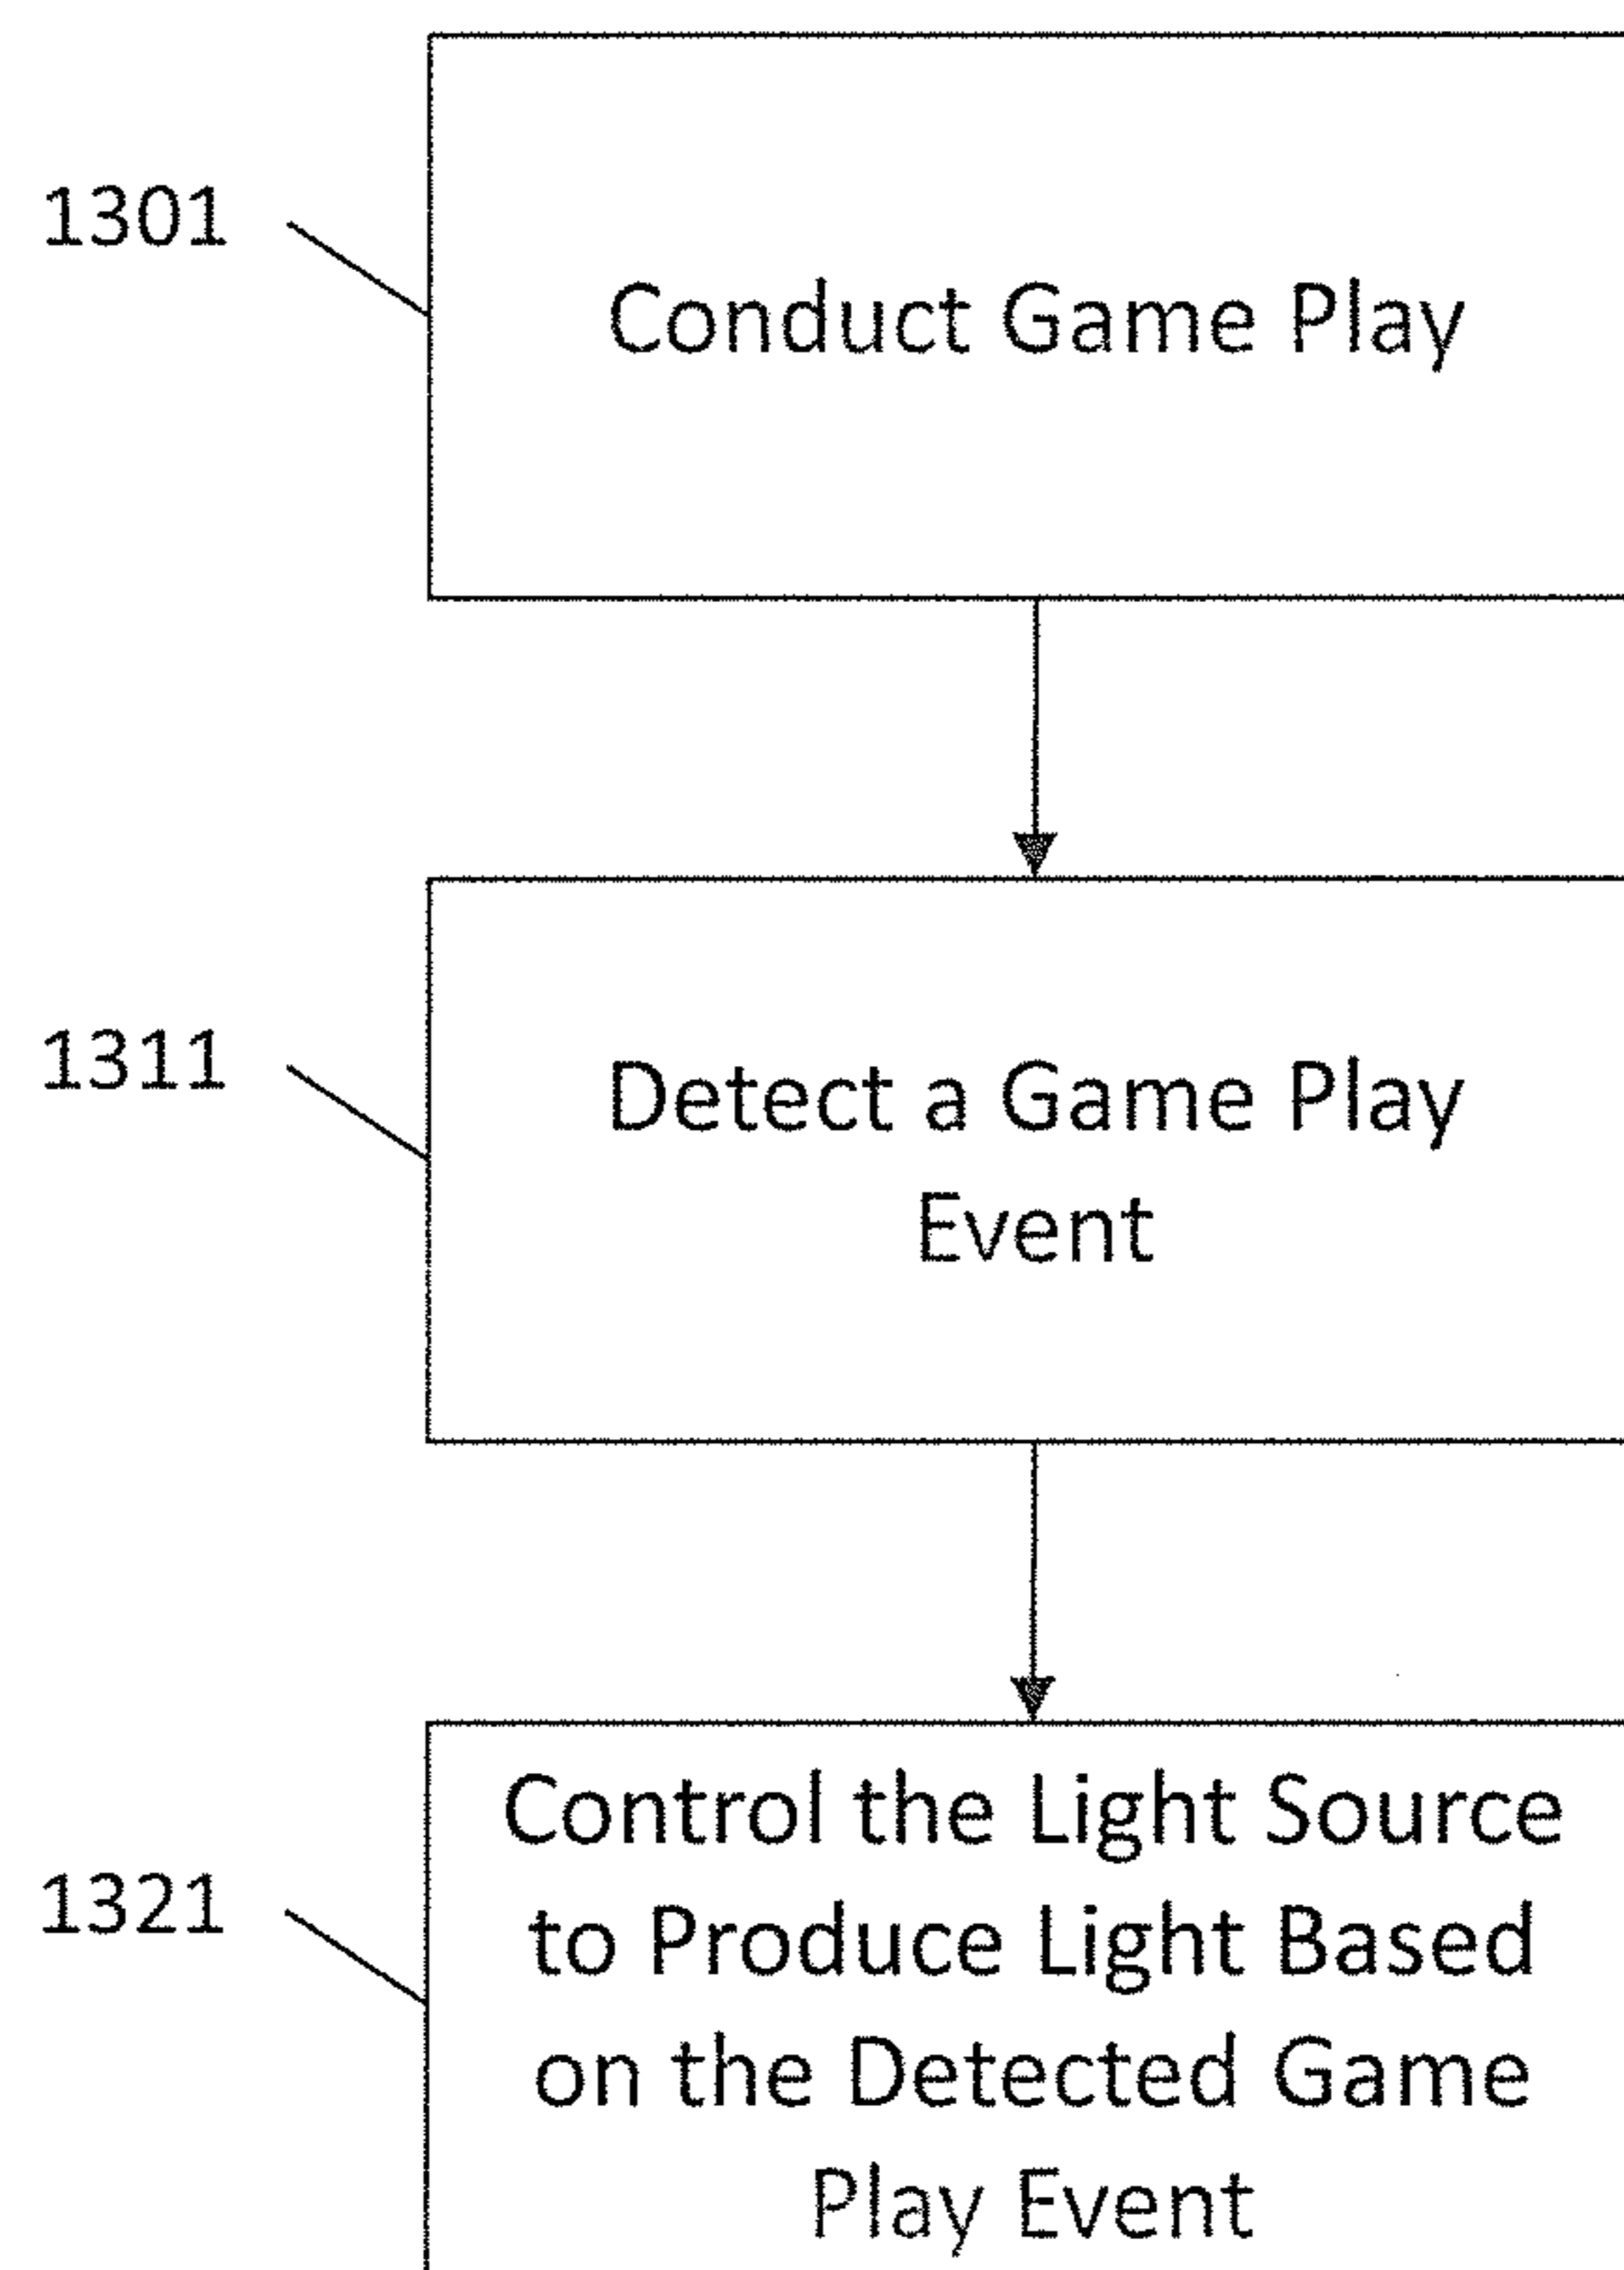 1301
Conduct Game Play
1311
Detect a Game Play
Event
1321
Control the Light Source
to Produce Light Based
on the Detected Game
Play Event